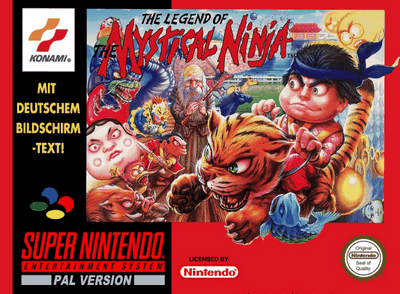 KONAMI®
THE LEGEND OF
THE MYSTICAL NINJA™
MIT
DEUTSCHEM
BILDSCHIRM
-TEXT!
SUPER NINTENDO
ENTERTAINMENT SYSTEM
PAL VERSION
LICENSED BY
Nintendo
Original
Nintendo
Seal of
Quality